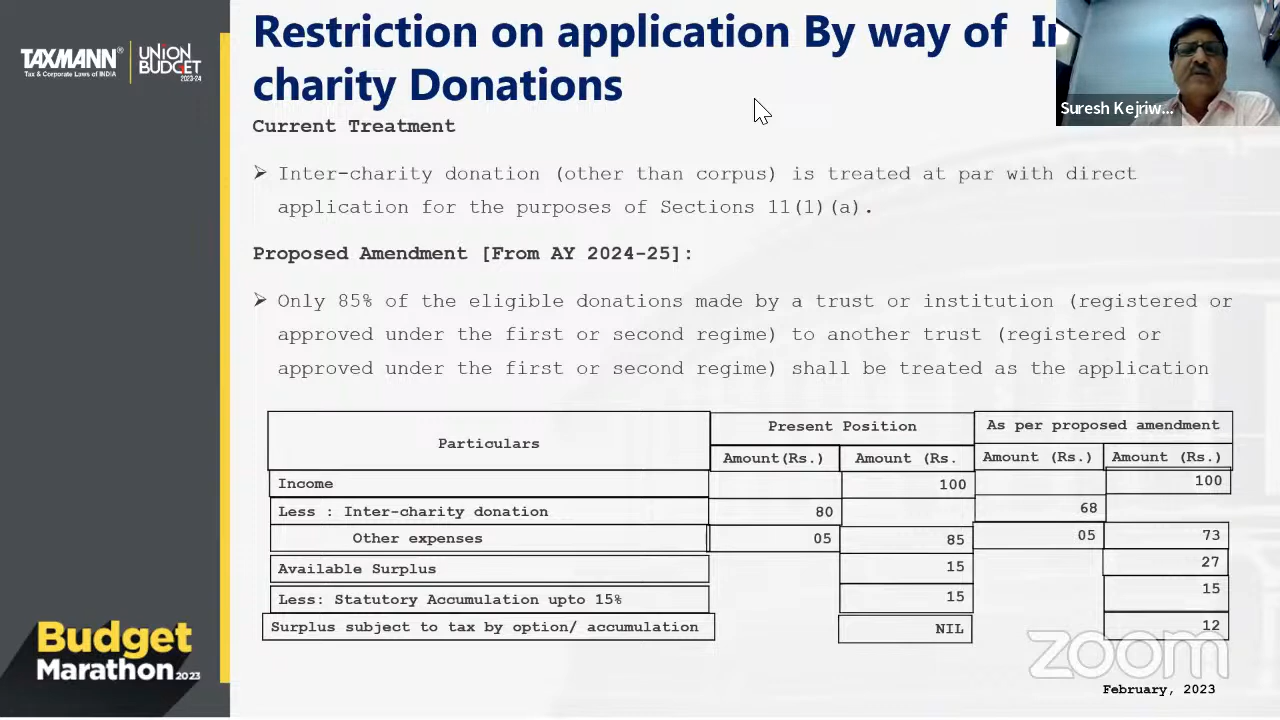 TAXMANN®
Tax & Corporate Laws of INDIA
UNION
BUDGET
2023-24
Restriction on application By way of
charity Donations
Suresh Kejriw...
Current Treatment
➢ Inter-charity donation (other than corpus) is treated at par with direct
application for the purposes of Sections 11(1)(a).
Proposed Amendment [From AY 2024-25]:
➢ Only 85% of the eligible donations made by a trust or institution (registered or
approved under the first or second regime) to another trust (registered or
approved under the first or second regime) shall be treated as the application
Particulars Present Position As per proposed amendment
Amount(Rs.) Amount (Rs. Amount (Rs.) Amount (Rs.)
Income 100 100
Less : Inter-charity donation 80 68
Other expenses 05 85 05 73
Available Surplus 15 27
Less: Statutory Accumulation upto 15% 15 15
Surplus subject to tax by option/ accumulation NIL 12
Budget
Marathon 2023
zoom
February, 2023